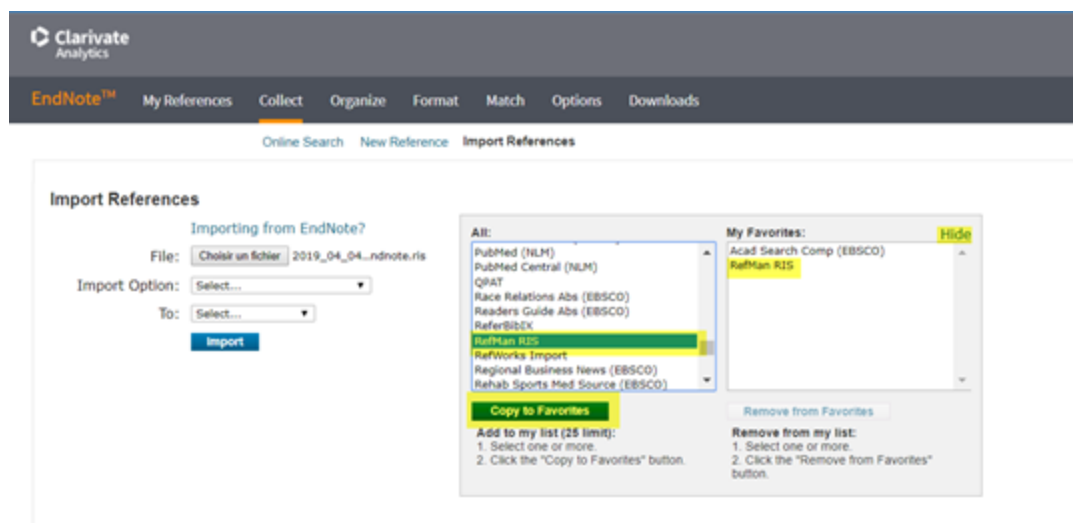 Clarivate
Analytics
EndNote™ My References Collect Organize Format Match Options Downloads
Online Search New Reference Import References
Import References
Importing from EndNote?
File: Choisir un fichier 2019_04_04...ndnote.ris
Import Option: Select...
To: Select...
Import
All:
PubMed (NLM)
PubMed Central (NLM)
QPAT
Race Relations Abs (EBSCO)
Readers Guide Abs (EBSCO)
ReferBibIX
RefMan RIS
RefWorks Import
Regional Business News (EBSCO)
Rehab Sports Med Source (EBSCO)
Copy to Favorites
Add to my list (25 limit):
1. Select one or more.
2. Click the "Copy to Favorites" button.
My Favorites: Hide
Acad Search Comp (EBSCO)
RefMan RIS
Remove from Favorites
Remove from my list:
1. Select one or more.
2. Click the "Remove from Favorites"
button.